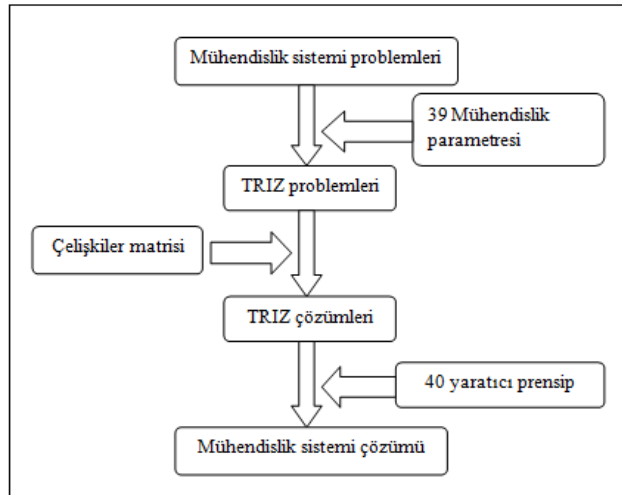 Mühendislik sistemi problemleri
39 Mühendislik
parametresi
TRIZ problemleri
Çelişkiler matrisi
TRIZ çözümleri
40 yaratıcı prensip
Mühendislik sistemi çözümü